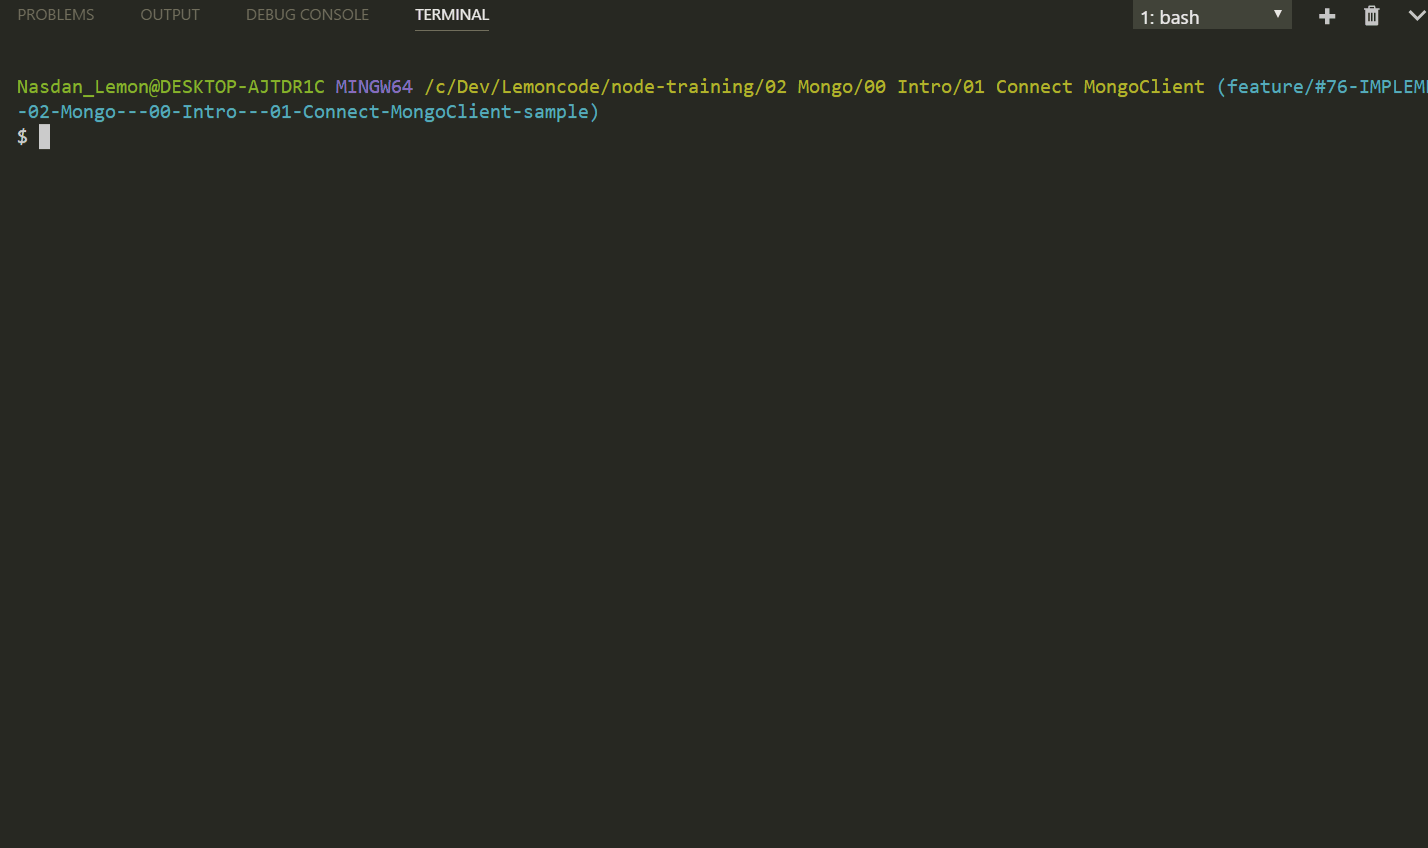 PROBLEMS OUTPUT DEBUG CONSOLE TERMINAL 1: bash
Nasdan_Lemon@DESKTOP-AJTDR1C MINGW64 /c/Dev/Lemoncode/node-training/02 Mongo/00 Intro/01 Connect MongoClient (feature/#76-IMPLEM
-02-Mongo---00-Intro---01-Connect-MongoClient-sample)
$